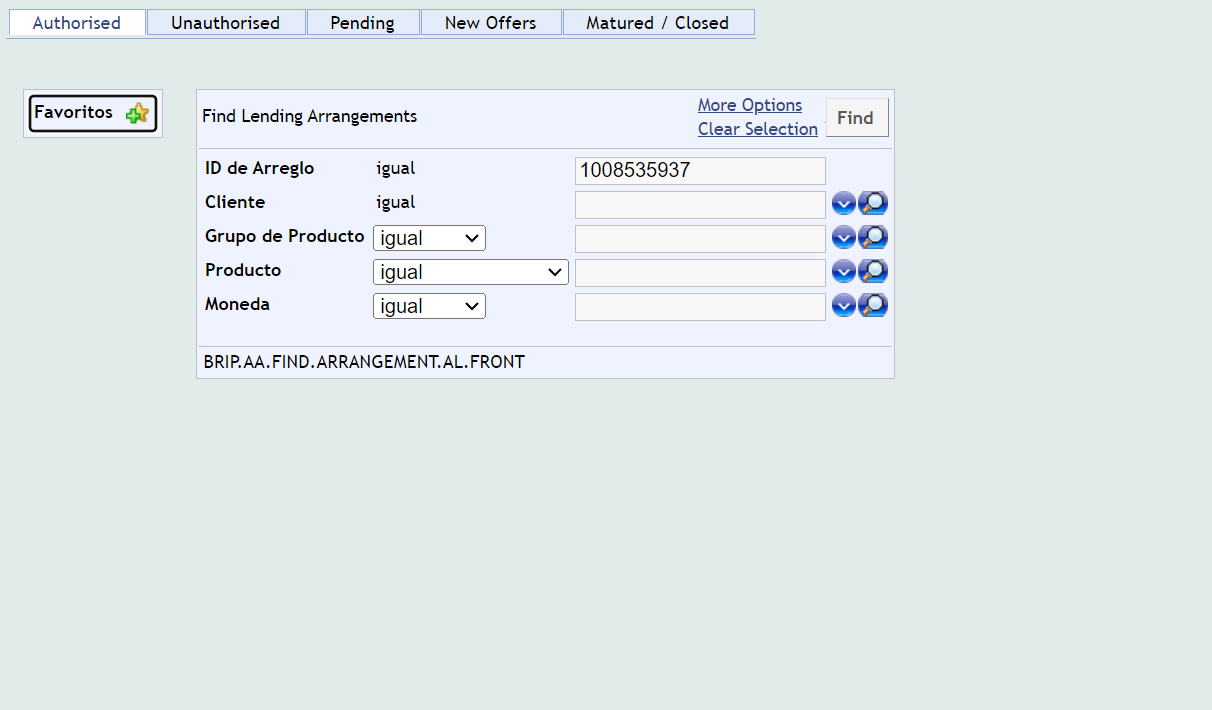 Authorised Unauthorised Pending New Offers Matured / Closed
Favoritos
Find Lending Arrangements
More Options
Clear Selection
Find
ID de Arreglo igual 1008535937
Cliente igual
Grupo de Producto igual
Producto igual
Moneda igual
BRIP.AA.FIND.ARRANGEMENT.AL.FRONT